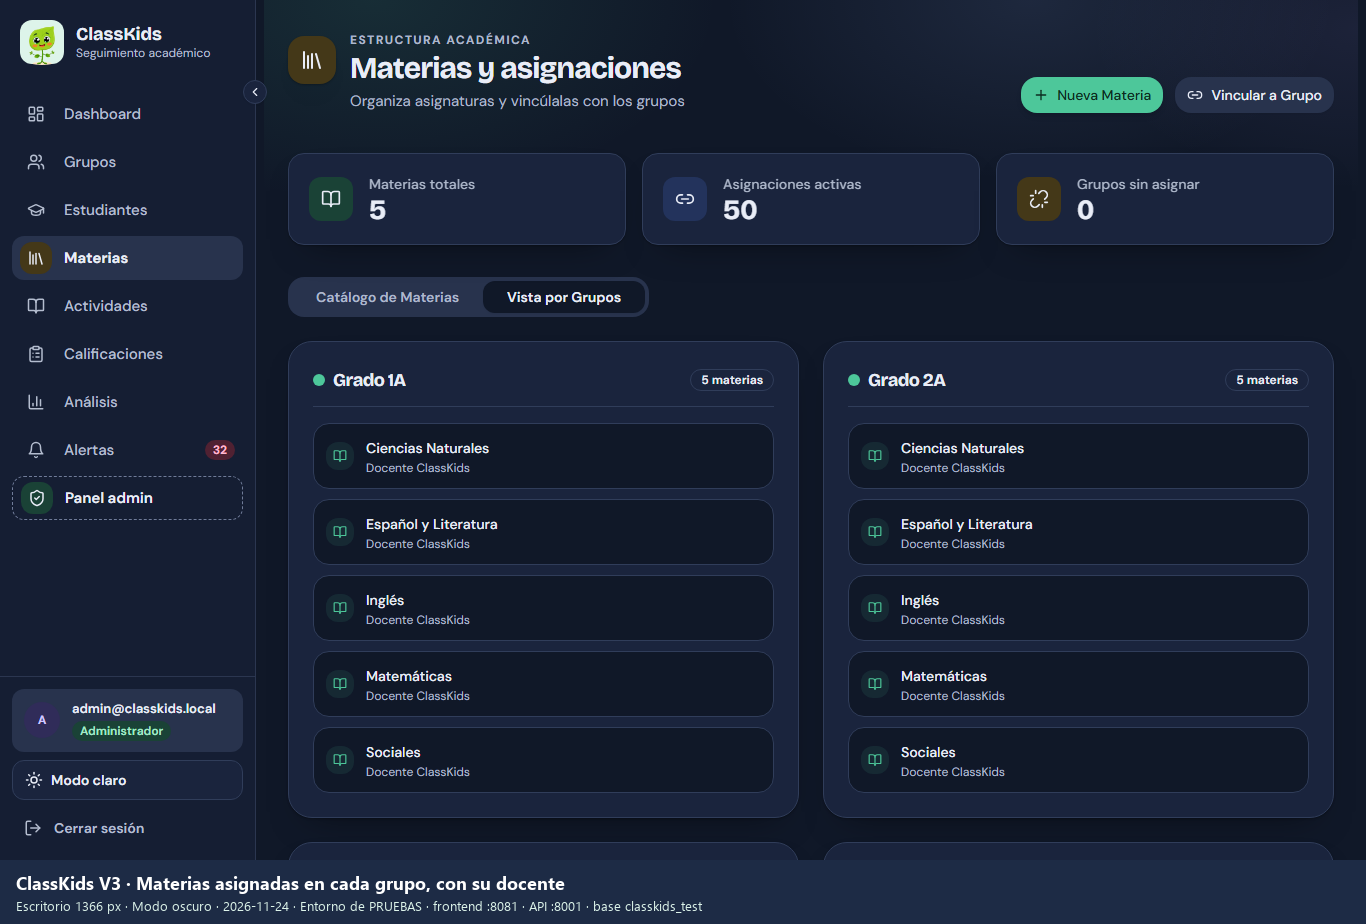 ClassKids
Seguimiento académico
Dashboard
Grupos
Estudiantes
Materias
Actividades
Calificaciones
Análisis
Alertas
32
Panel admin
A
admin@classkids.local
Administrador
Modo claro
Cerrar sesión
ESTRUCTURA ACADÉMICA
Materias y asignaciones
Organiza asignaturas y vincúlalas con los grupos
Nueva Materia
Vincular a Grupo
Materias totales
5
Asignaciones activas
50
Grupos sin asignar
0
Catálogo de Materias
Vista por Grupos
Grado 1A
5 materias
Ciencias Naturales
Docente ClassKids
Español y Literatura
Docente ClassKids
Inglés
Docente ClassKids
Matemáticas
Docente ClassKids
Sociales
Docente ClassKids
Grado 2A
5 materias
Ciencias Naturales
Docente ClassKids
Español y Literatura
Docente ClassKids
Inglés
Docente ClassKids
Matemáticas
Docente ClassKids
Sociales
Docente ClassKids
ClassKids V3 · Materias asignadas en cada grupo, con su docente
Escritorio 1366 px · Modo oscuro · 2026-11-24 · Entorno de PRUEBAS · frontend :8081 · API :8001 · base classkids_test